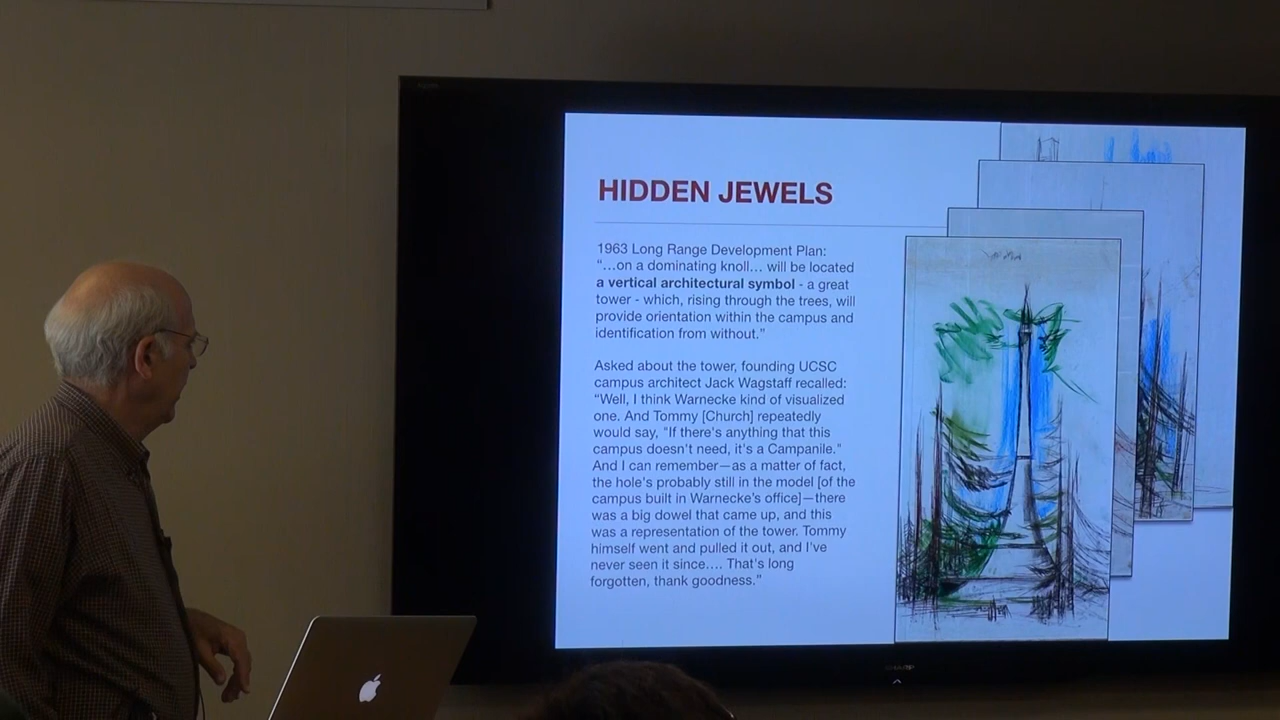 HIDDEN JEWELS
1963 Long Range Development Plan:
“...on a dominating knoll... will be located
a vertical architectural symbol - a great
tower - which, rising through the trees, will
provide orientation within the campus and
identification from without.”
Asked about the tower, founding UCSC
campus architect Jack Wagstaff recalled:
“Well, I think Warnecke kind of visualized
one. And Tommy [Church] repeatedly
would say, "If there's anything that this
campus doesn't need, it's a Campanile."
And I can remember—as a matter of fact,
the hole's probably still in the model [of the
campus built in Warnecke's office]—there
was a big dowel that came up, and this
was a representation of the tower. Tommy
himself went and pulled it out, and I've
never seen it since.... That's long
forgotten, thank goodness.”
SHARP